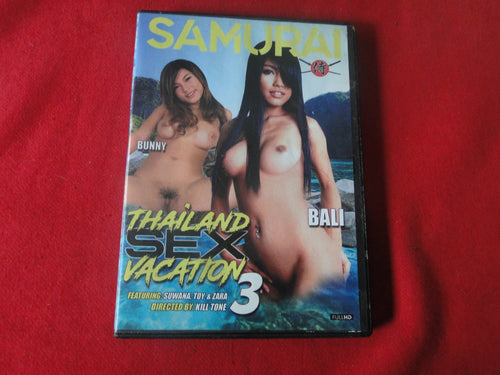 SAMURAI
BUNNY
BALI
THAILAND
SEX
VACATION
3
FEATURING: SUWANA, TOY & ZARA
DIRECTED BY: KILL TONE
FULL HD